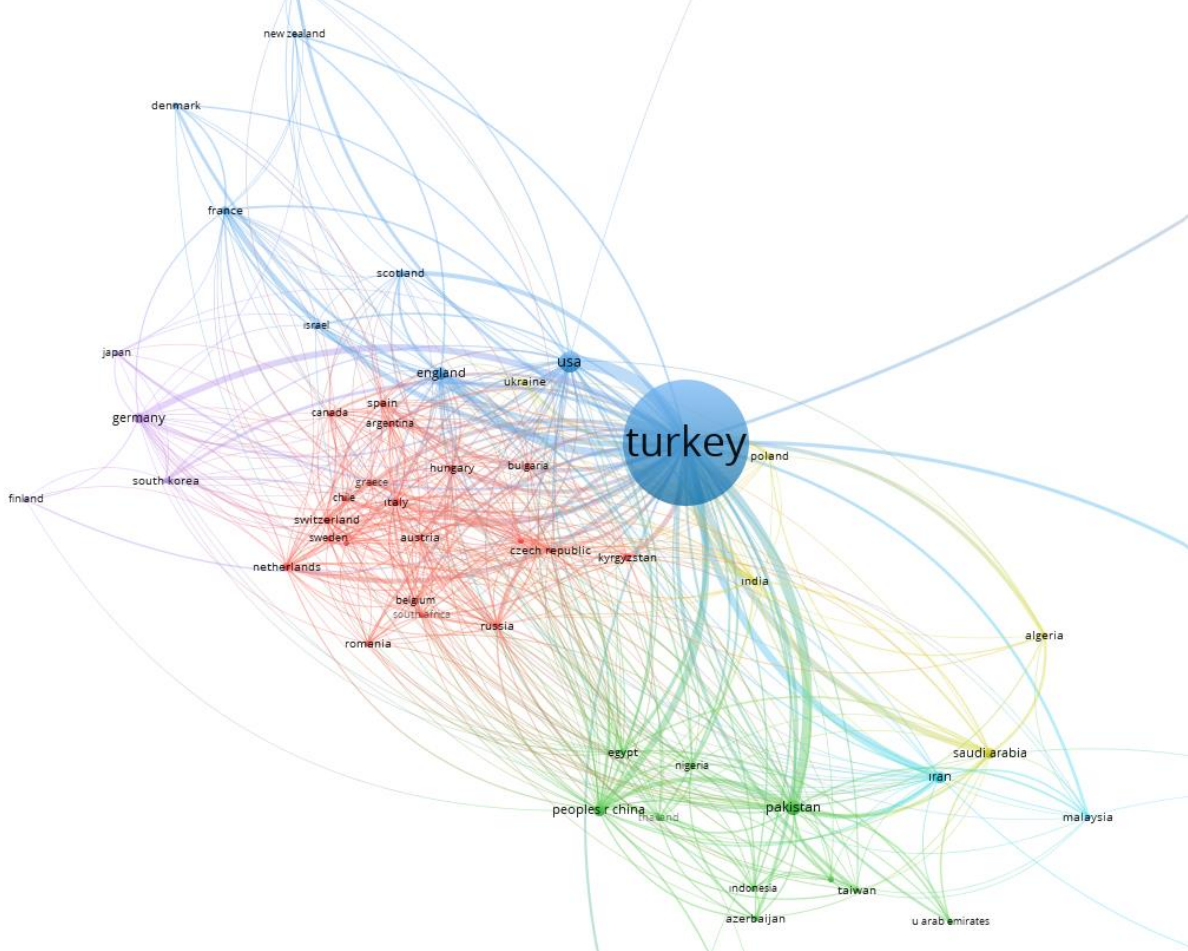 new zealand
denmark
france
scotland
israel
japan
england
usa
ukraine
canada
spain
germany
argentina
turkey
hungary
bulgaria
poland
south korea
greece
finland
chile
italy
switzerland
sweden
austria
czech republic
kyrgyzstan
netherlands
india
belgium
south africa
russia
romania
algeria
egypt
nigeria
saudi arabia
iran
peoples r china
thailand
pakistan
malaysia
indonesia
taiwan
azerbaijan
u arab emirates